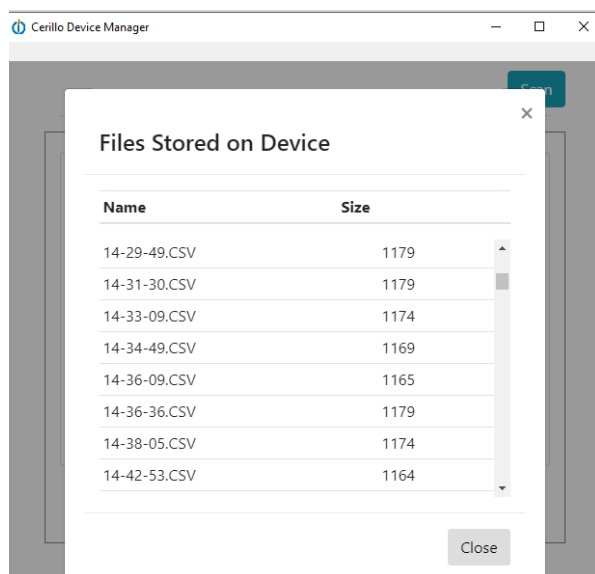 Cerillo Device Manager
Scan
Files Stored on Device
Name Size
14-29-49.CSV 1179
14-31-30.CSV 1179
14-33-09.CSV 1174
14-34-49.CSV 1169
14-36-09.CSV 1165
14-36-36.CSV 1179
14-38-05.CSV 1174
14-42-53.CSV 1164
Close